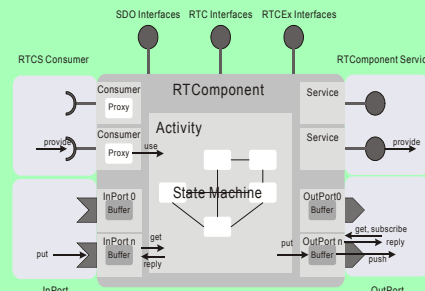 SDO Interfaces RTC Interfaces RTCEx Interfaces
RTCS Consumer
RTComponent Servic
Consumer
Proxy
RTComponent
Service
Consumer
Proxy
provide
use
Activity
Service
provide
State Machine
InPort 0
Buffer
OutPort0
Buffer
InPort n
Buffer
put
get
reply
put
OutPort n
Buffer
get, subscribe
reply
push
InPort
OutPort